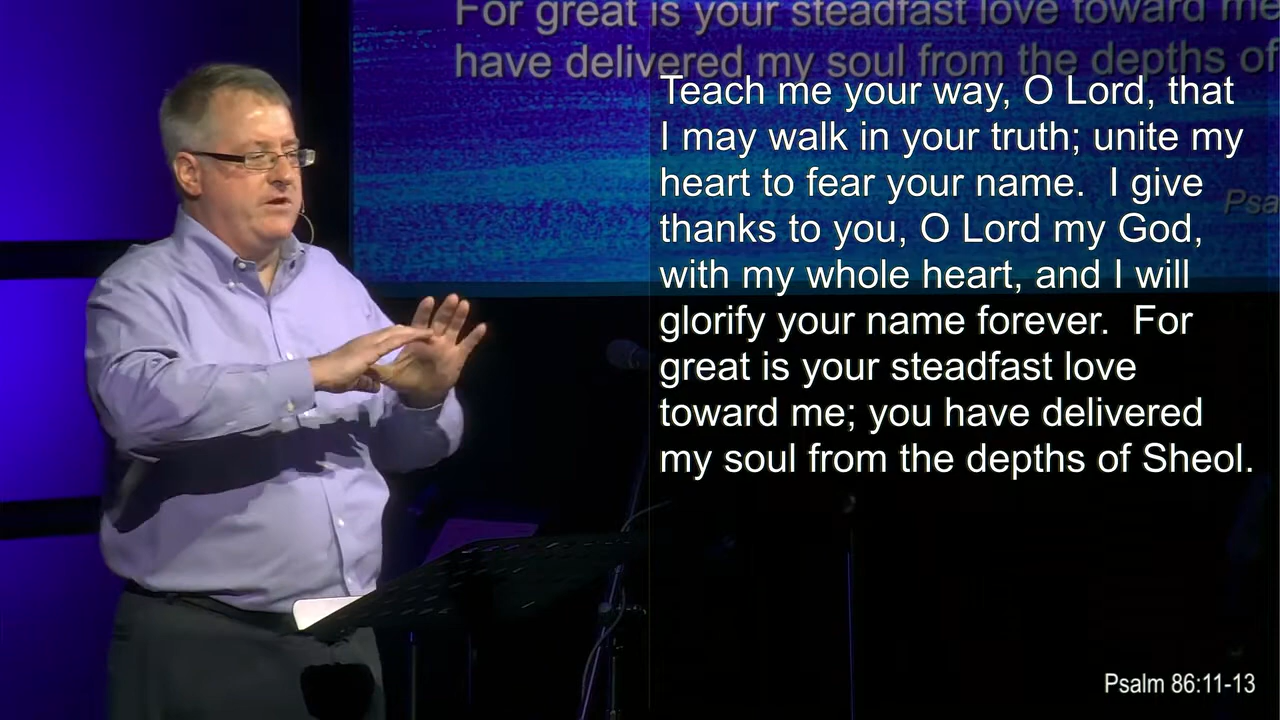 For great is your steadfast love toward me
have delivered my soul from the depths of
Teach me your way, O Lord, that
I may walk in your truth; unite my
heart to fear your name.  I give
thanks to you, O Lord my God,
with my whole heart, and I will
glorify your name forever.  For
great is your steadfast love
toward me; you have delivered
my soul from the depths of Sheol.
Psalm 86:11-13